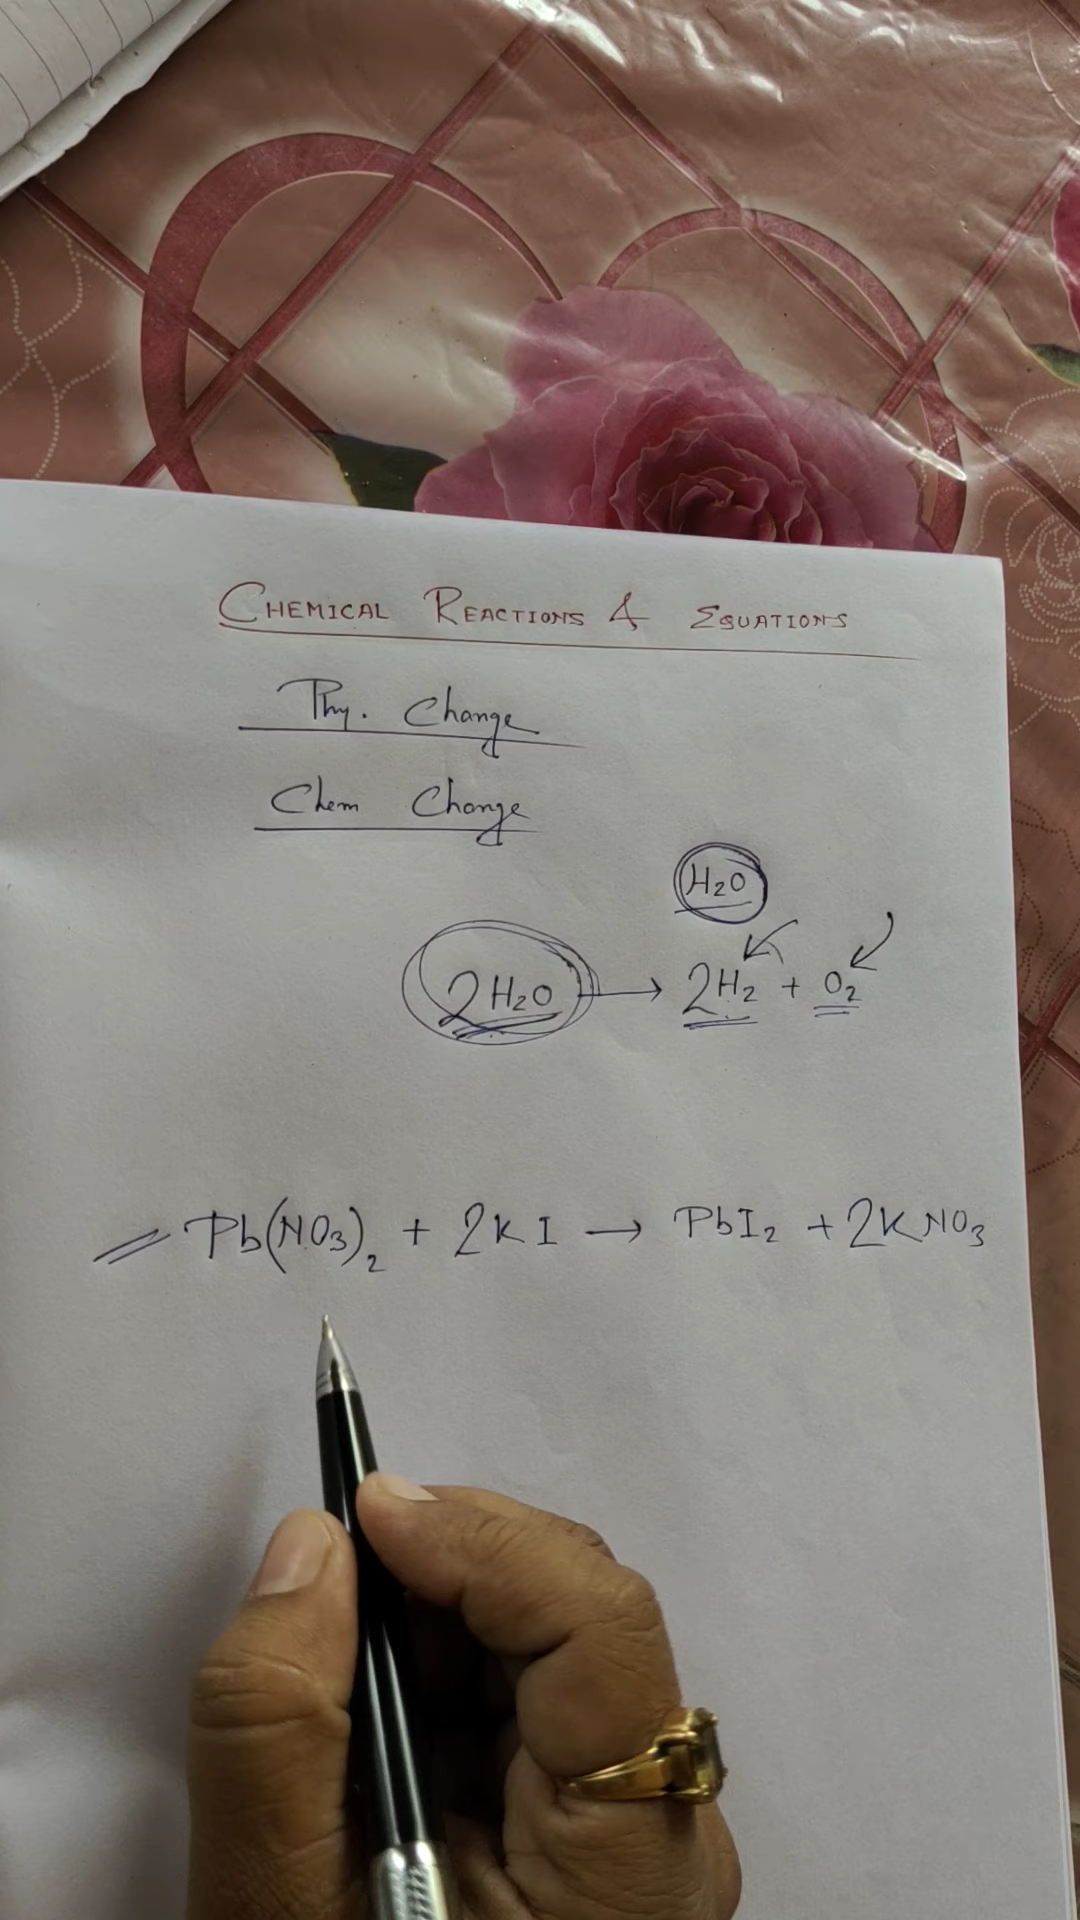 CHEMICAL REACTIONS & EQUATIONS
Phy. Change
Chem Change
H₂O
2H₂O → 2H₂ + O₂
Pb(NO₃)₂ + 2KI → PbI₂ + 2KNO₃